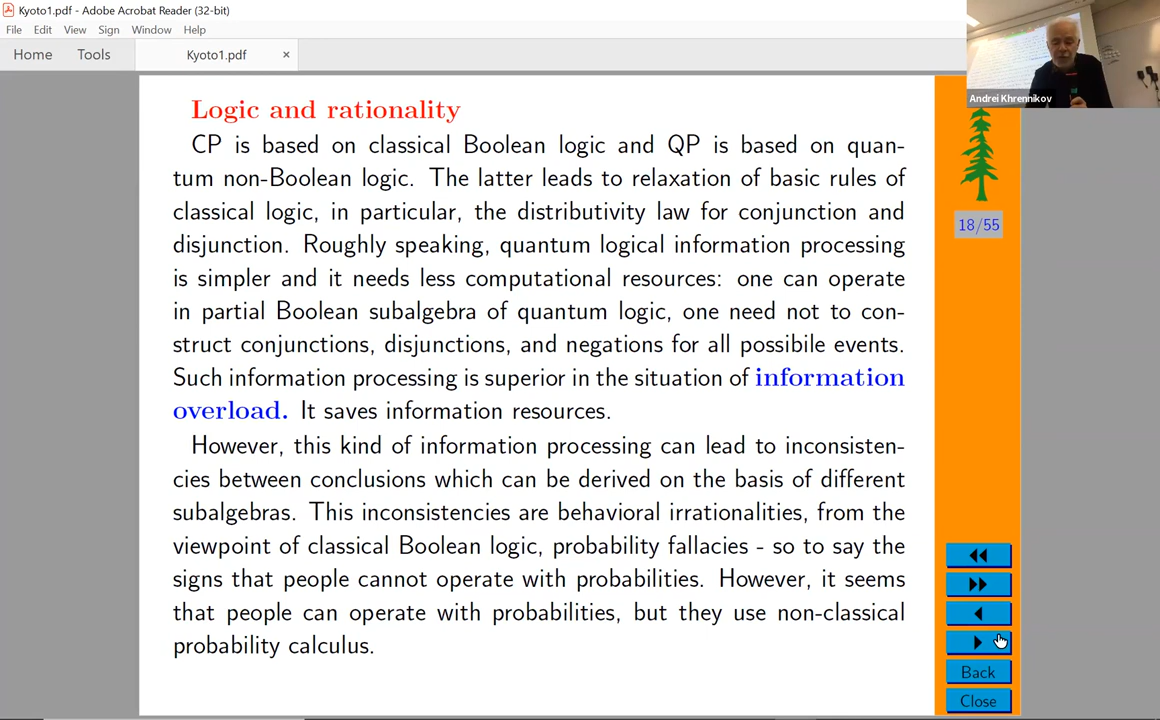 Kyoto1.pdf - Adobe Acrobat Reader (32-bit)
File Edit View Sign Window Help
Home Tools Kyoto1.pdf ×
Andrei Khrennikov
Logic and rationality
CP is based on classical Boolean logic and QP is based on quan-
tum non-Boolean logic. The latter leads to relaxation of basic rules of
classical logic, in particular, the distributivity law for conjunction and
disjunction. Roughly speaking, quantum logical information processing
is simpler and it needs less computational resources: one can operate
in partial Boolean subalgebra of quantum logic, one need not to con-
struct conjunctions, disjunctions, and negations for all possibile events.
Such information processing is superior in the situation of information
overload. It saves information resources.
However, this kind of information processing can lead to inconsisten-
cies between conclusions which can be derived on the basis of different
subalgebras. This inconsistencies are behavioral irrationalities, from the
viewpoint of classical Boolean logic, probability fallacies - so to say the
signs that people cannot operate with probabilities. However, it seems
that people can operate with probabilities, but they use non-classical
probability calculus.
18/55
Back
Close